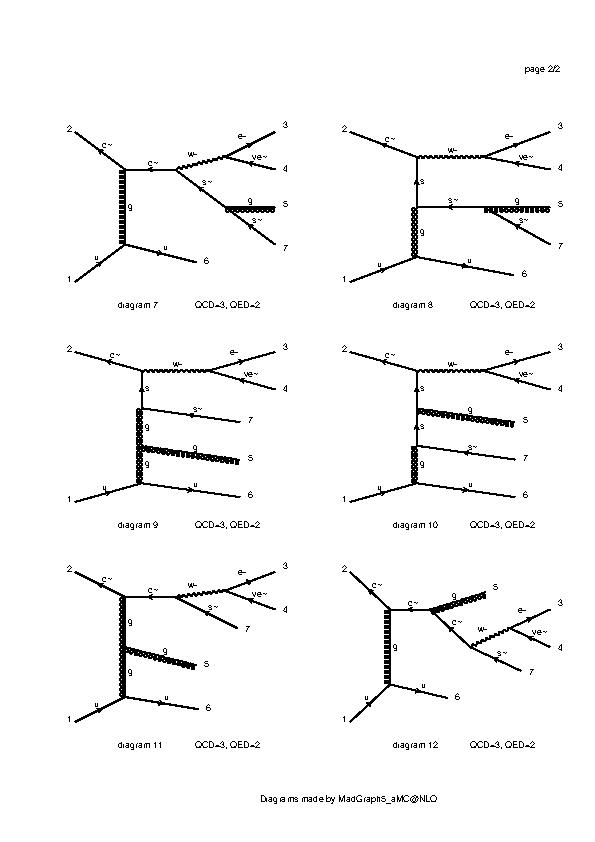 page 2/2
2 c~ w- e- 3
c~ ve~ 4
s~ g 5
g s~ 7
u u 6
1
diagram 7 QCD=3, QED=2
2 c~ w- e- 3
ve~ 4
s s~ g 5
g s~ 7
u u 6
1
diagram 8 QCD=3, QED=2
2 c~ w- e- 3
ve~ 4
s s~ 7
g g 5
g
u u 6
1
diagram 9 QCD=3, QED=2
2 c~ w- e- 3
ve~ 4
s g 5
s s~ 7
g
u u 6
1
diagram 10 QCD=3, QED=2
2 c~ w- e- 3
c~ ve~ 4
g s~ 7
g g 5
u u 6
1
diagram 11 QCD=3, QED=2
2 c~ g 5
c~ e- 3
c~ w- ve~ 4
g s~ 7
u u 6
1
diagram 12 QCD=3, QED=2
Diagrams made by MadGraph5_aMC@NLO